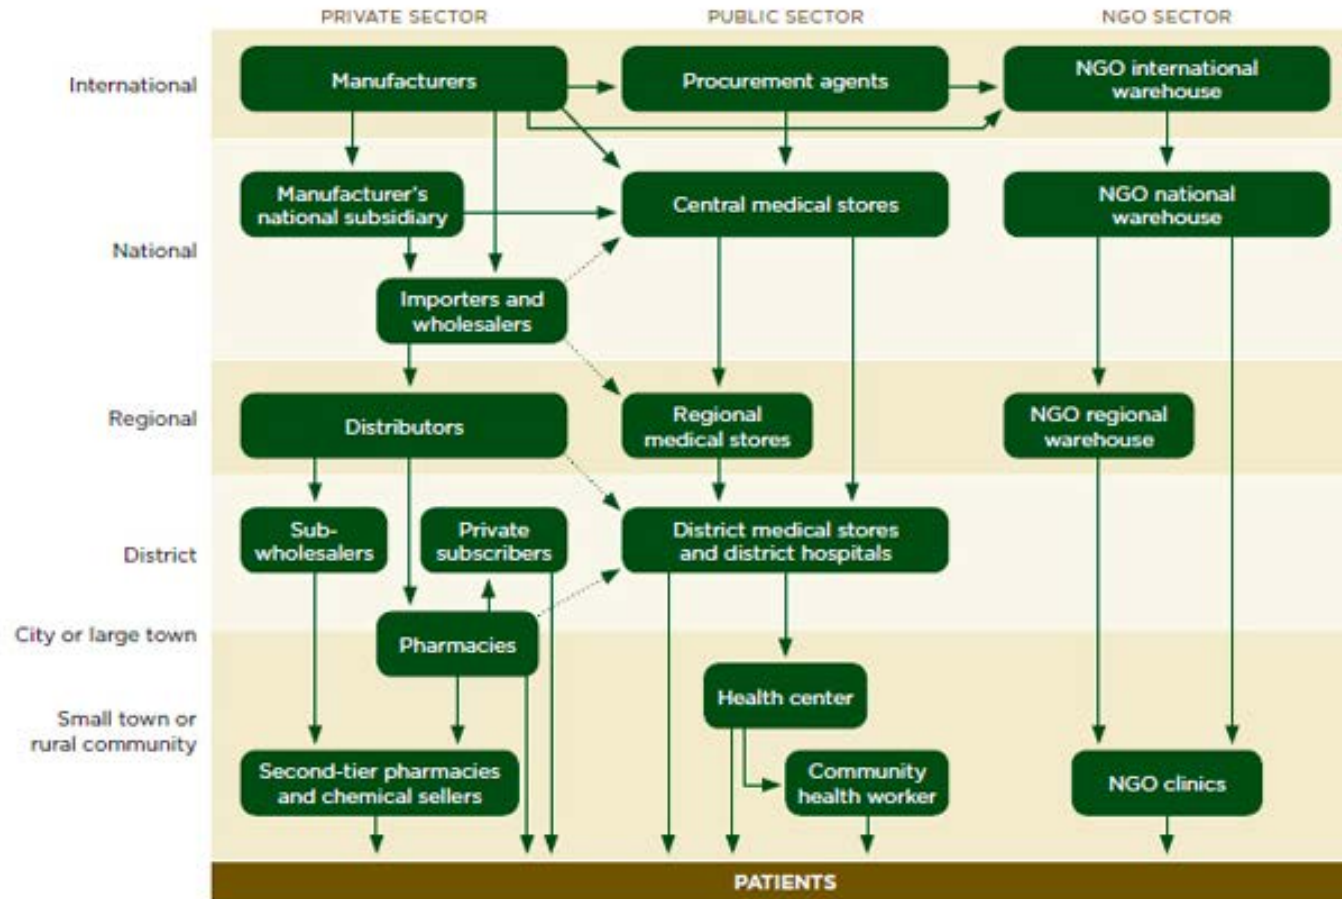 PRIVATE SECTOR
PUBLIC SECTOR
NGO SECTOR
International
Manufacturers
Procurement agents
NGO international
warehouse
National
Manufacturer's
national subsidiary
Central medical stores
NGO national
warehouse
Importers and
wholesalers
Regional
Distributors
Regional
medical stores
NGO regional
warehouse
District
Sub-
wholesalers
Private
subscribers
District medical stores
and district hospitals
City or large town
Pharmacies
Small town or
rural community
Health center
Second-tier pharmacies
and chemical sellers
Community
health worker
NGO clinics
PATIENTS